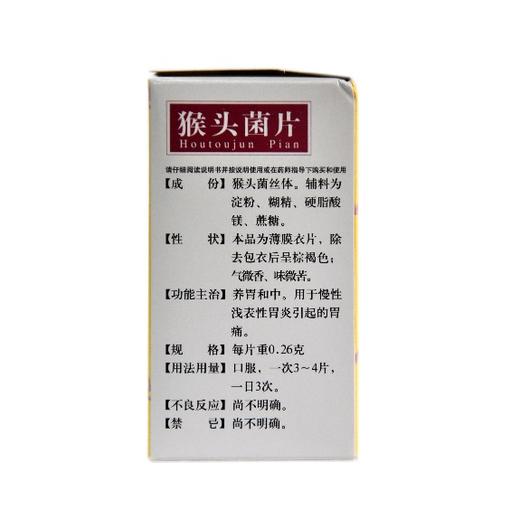 猴头菌片
Houtoujun Pian
请仔细阅读说明书并按说明使用或在药师指导下购买和使用
【成　份】猴头菌丝体。辅料为
淀粉、糊精、硬脂酸
镁、蔗糖。
【性　状】本品为薄膜衣片，除
去包衣后呈棕褐色；
气微香、味微苦。
【功能主治】养胃和中。用于慢性
浅表性胃炎引起的胃
痛。
【规　格】每片重0.26克
【用法用量】口服，一次3～4片，
一日3次。
【不良反应】尚不明确。
【禁　忌】尚不明确。